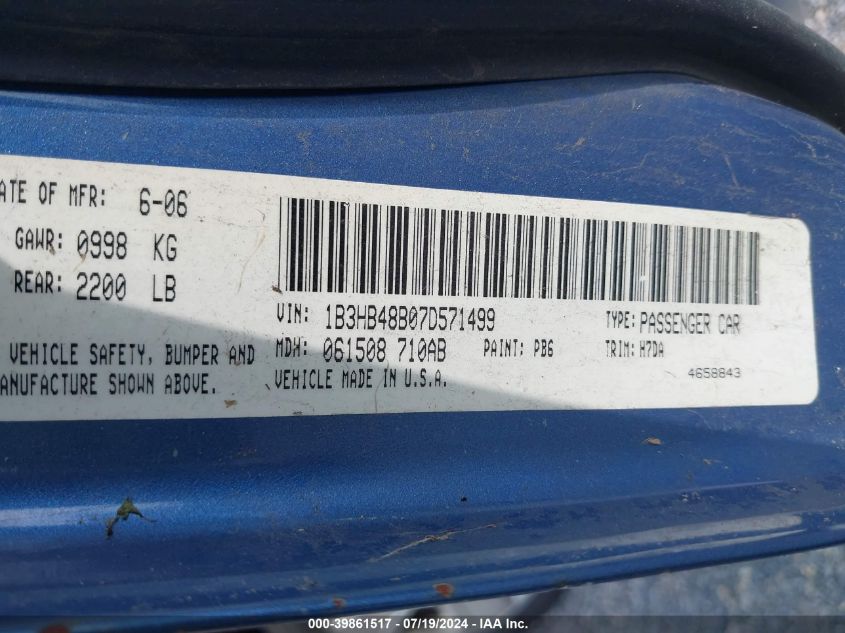 ATE OF MFR: 6-06
GAWR: 0998 KG
REAR: 2200 LB
VIN: 1B3HB48B07D571499 TYPE: PASSENGER CAR
VEHICLE SAFETY, BUMPER AND MDH: 061508 710AB PAINT: PB6 TRIM: H7DA
ANUFACTURE SHOWN ABOVE. VEHICLE MADE IN U.S.A. 4658843
000-39861517 - 07/19/2024 - IAA Inc.